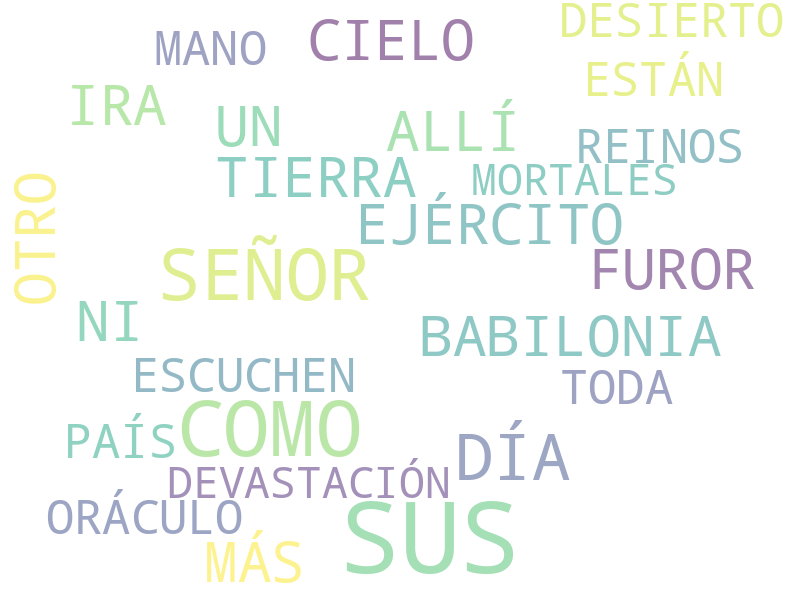 DESIERTO
MANO CIELO
ESTÁN
IRA UN ALLÍ
REINOS
TIERRA MORTALES
OTRO
EJÉRCITO
SEÑOR FUROR
NI BABILONIA
ESCUCHEN TODA
PAÍS COMO DÍA
DEVASTACIÓN
ORÁCULO SUS
MÁS